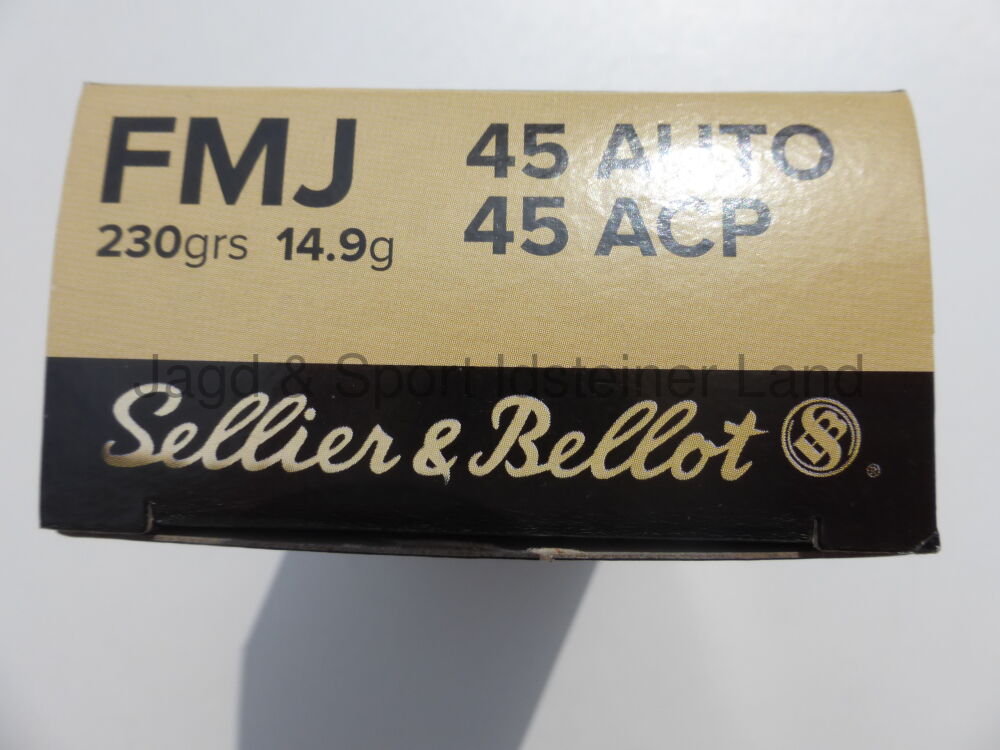 FMJ
230grs 14.9g
45 AUTO
45 ACP
Jagd & Sport Idsteiner Land
Sellier & Bellot